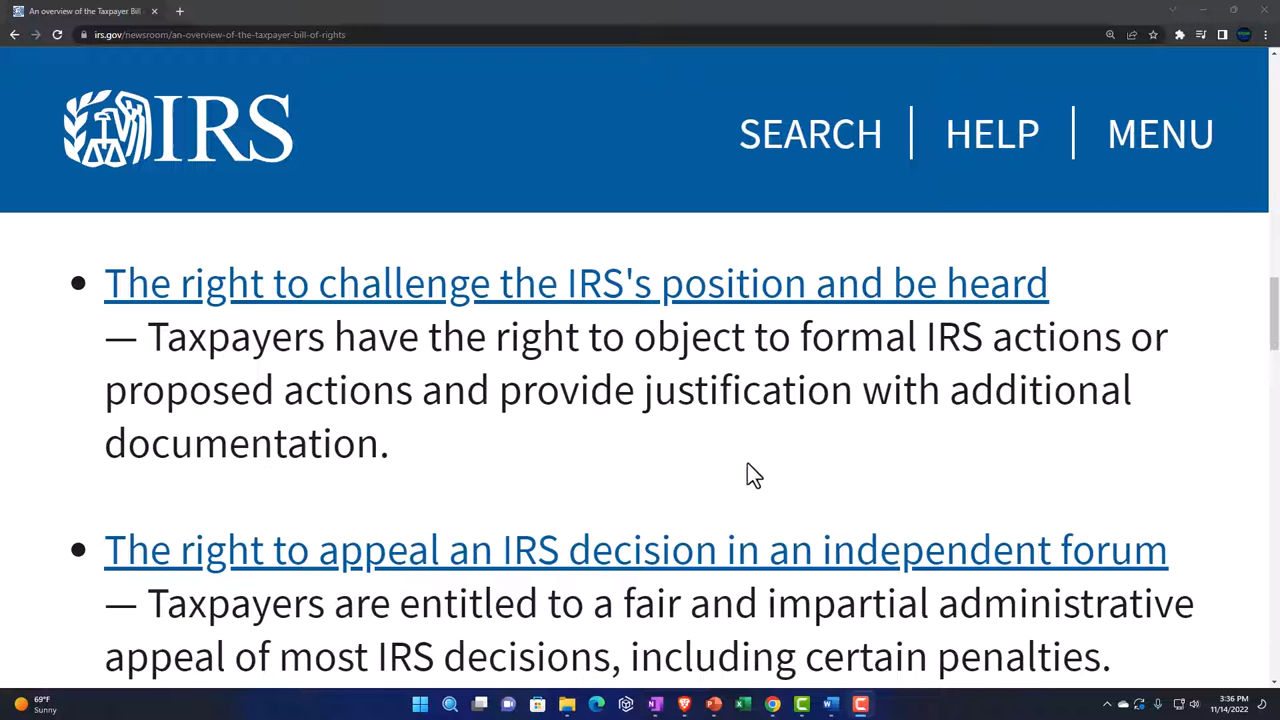 An overview of the Taxpayer Bill
irs.gov/newsroom/an-overview-of-the-taxpayer-bill-of-rights
IRS
SEARCH
HELP
MENU
• The right to challenge the IRS's position and be heard
— Taxpayers have the right to object to formal IRS actions or
proposed actions and provide justification with additional
documentation.
• The right to appeal an IRS decision in an independent forum
— Taxpayers are entitled to a fair and impartial administrative
appeal of most IRS decisions, including certain penalties.
69°F
Sunny
3:36 PM
11/14/2022